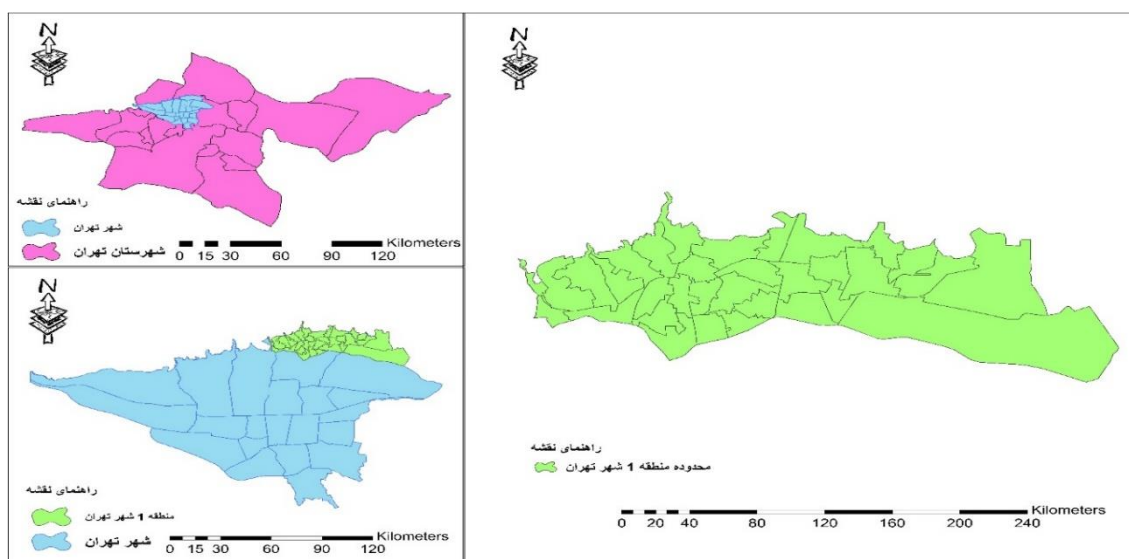 N
راهنمای نقشه
شهر تهران
شهرستان تهران
Kilometers
0 15 30 60 90 120
N
راهنمای نقشه
منطقه 1 شهر تهران
شهر تهران
Kilometers
0 15 30 60 90 120
N
راهنمای نقشه
محدوده منطقه 1 شهر تهران
Kilometers
0 20 40 80 120 160 200 240